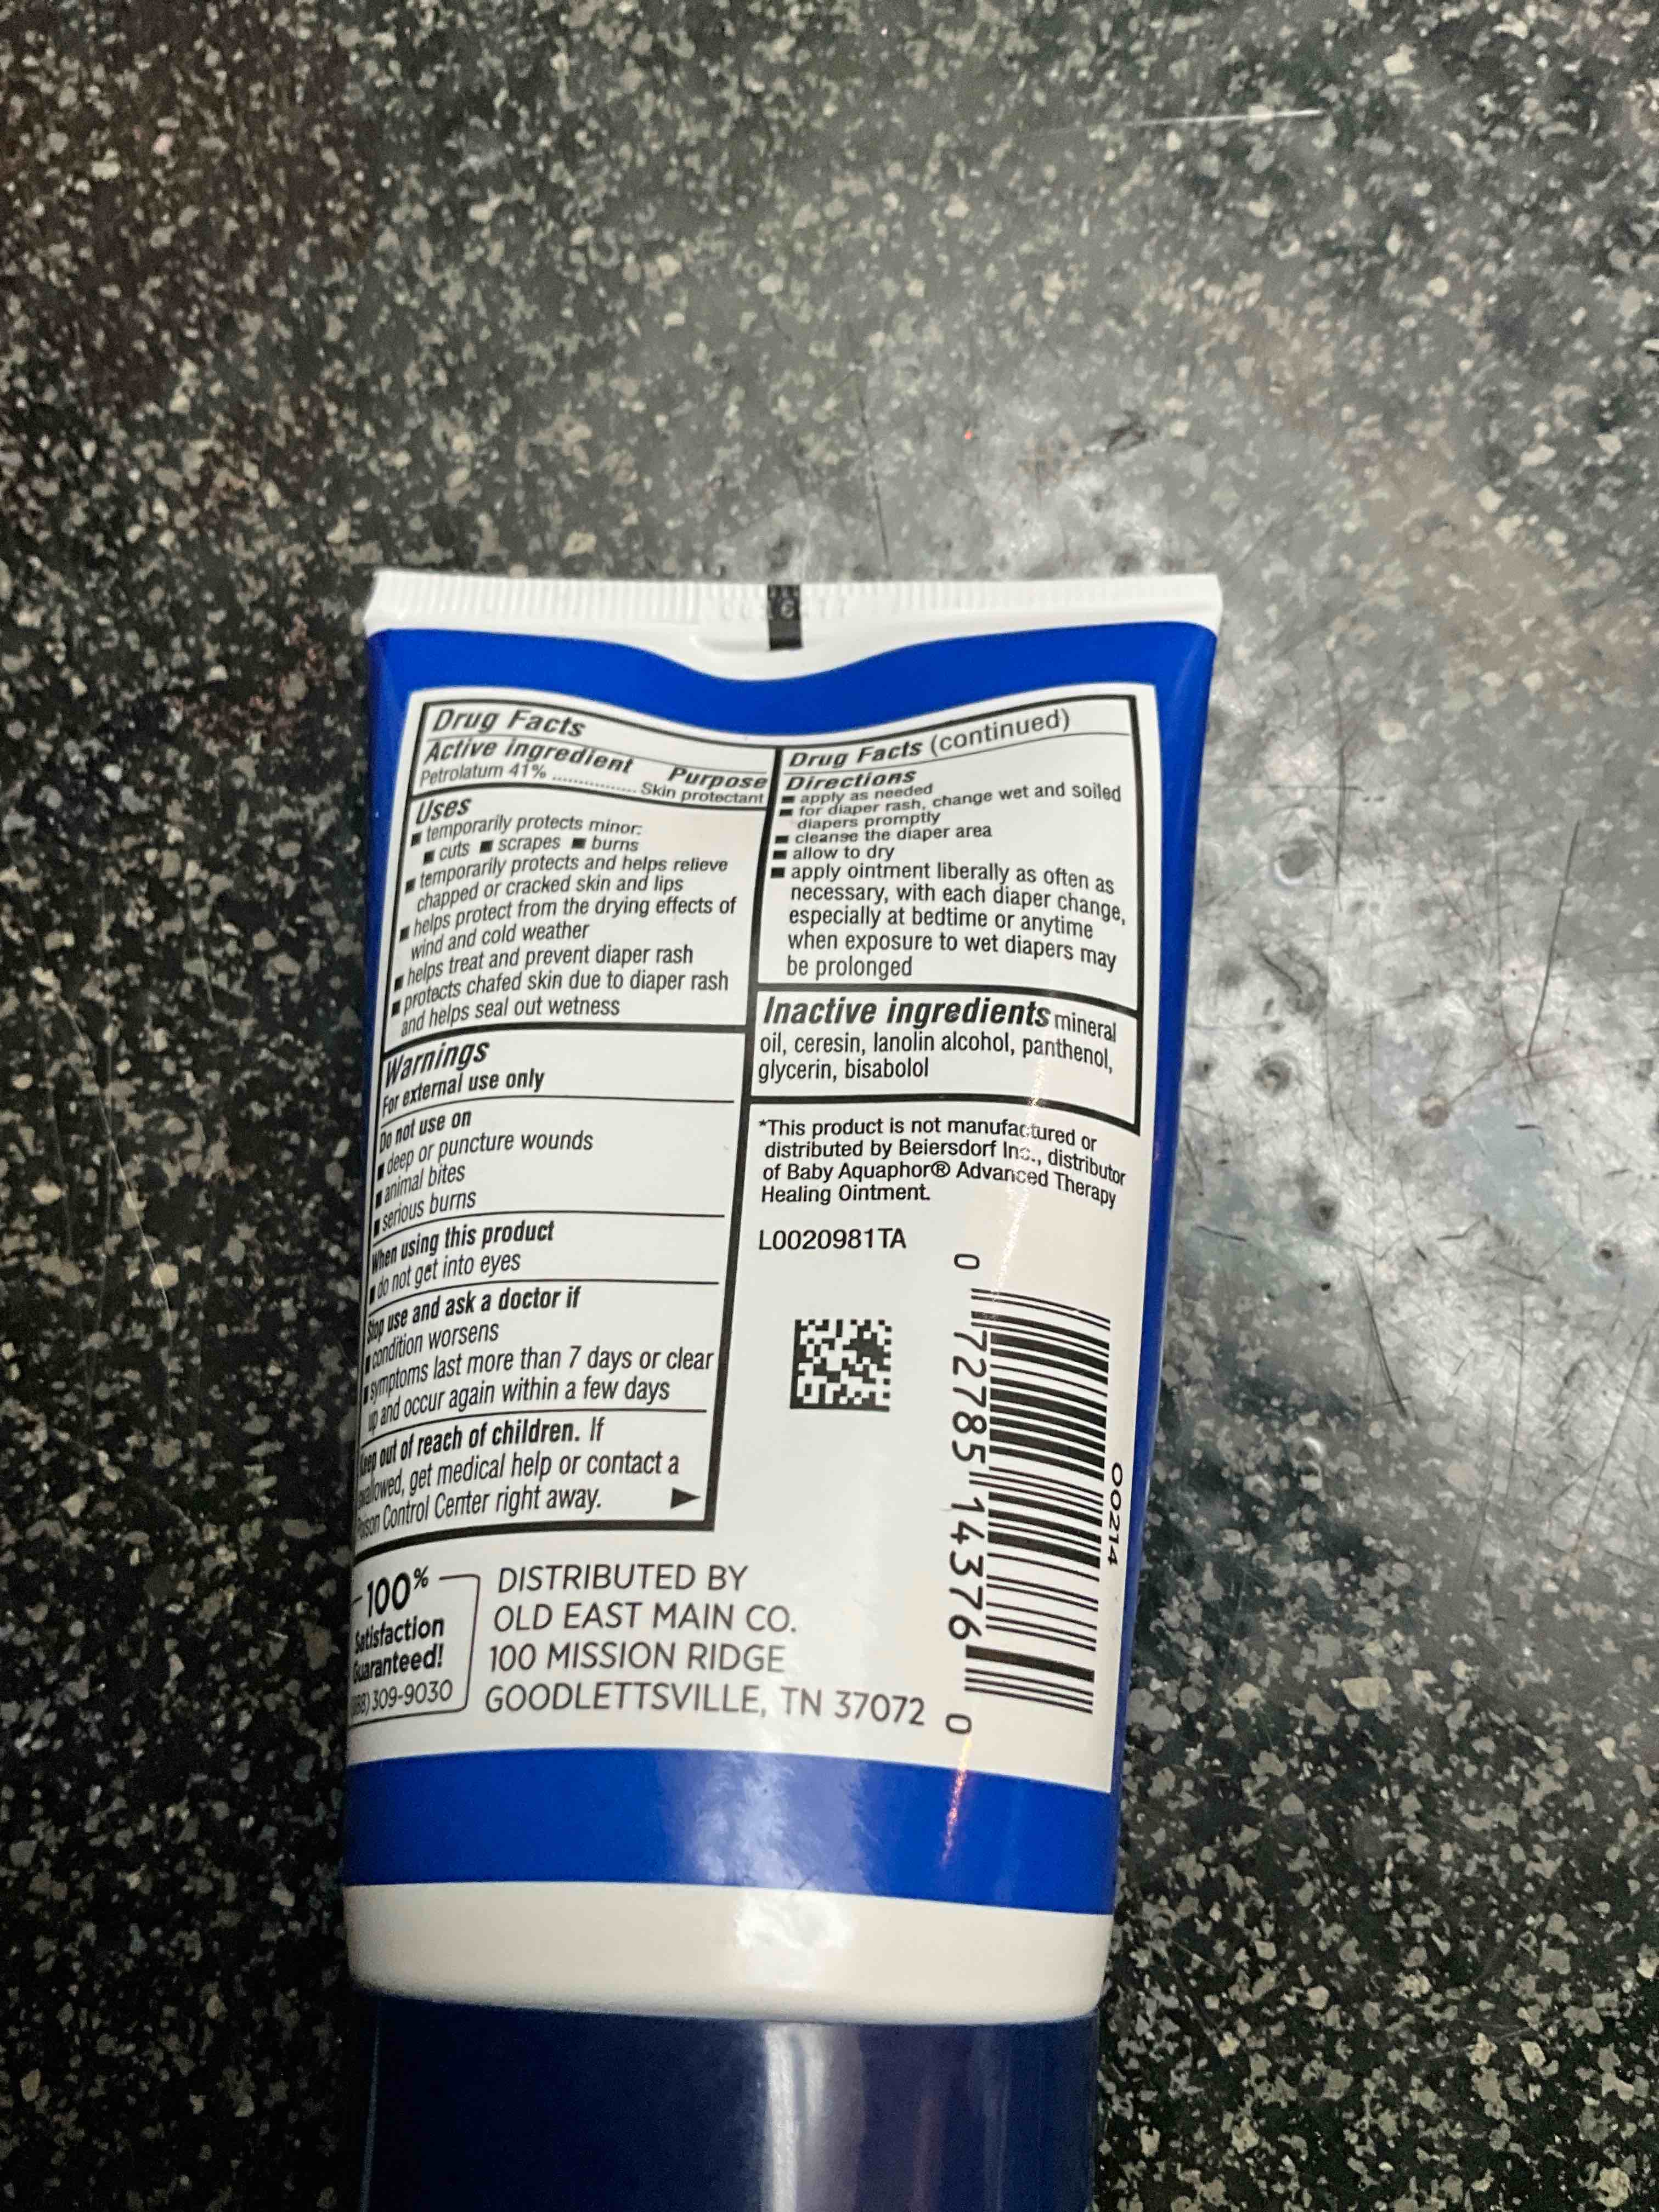 Drug Facts
Active ingredient Purpose
Petrolatum 41% .............. Skin protectant
Uses
■ temporarily protects minor:
■ cuts ■ scrapes ■ burns
■ temporarily protects and helps relieve
chapped or cracked skin and lips
■ helps protect from the drying effects of
wind and cold weather
■ helps treat and prevent diaper rash
■ protects chafed skin due to diaper rash
and helps seal out wetness
Warnings
For external use only
Do not use on
■ deep or puncture wounds
■ animal bites
■ serious burns
When using this product
■ do not get into eyes
Stop use and ask a doctor if
■ condition worsens
■ symptoms last more than 7 days or clear
up and occur again within a few days
Keep out of reach of children. If
swallowed, get medical help or contact a
Poison Control Center right away.
Drug Facts (continued)
Directions
■ apply as needed
■ for diaper rash, change wet and soiled
diapers promptly
■ cleanse the diaper area
■ allow to dry
■ apply ointment liberally as often as
necessary, with each diaper change,
especially at bedtime or anytime
when exposure to wet diapers may
be prolonged
Inactive ingredients mineral
oil, ceresin, lanolin alcohol, panthenol,
glycerin, bisabolol
*This product is not manufactured or
distributed by Beiersdorf Inc., distributor
of Baby Aquaphor® Advanced Therapy
Healing Ointment.
L0020981TA
0 72785 14376 0
00214
100%
Satisfaction
Guaranteed!
309-9030
DISTRIBUTED BY
OLD EAST MAIN CO.
100 MISSION RIDGE
GOODLETTSVILLE, TN 37072